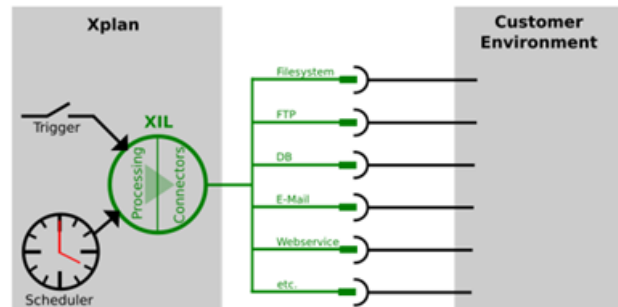 Xplan
Customer
Environment
Trigger
XIL
Processing
Connectors
Scheduler
Filesystem
FTP
DB
E-Mail
Webservice
etc.